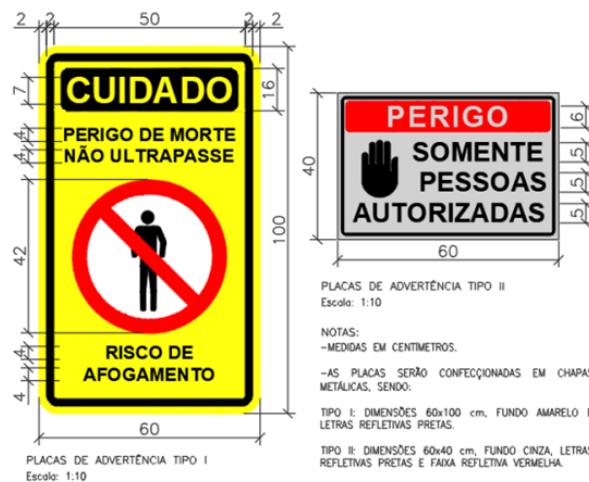 2 2 50 2 2
CUIDADO
7
16
PERIGO DE MORTE
NÃO ULTRAPASSE
4
4
42
100
RISCO DE
AFOGAMENTO
4
4
60
PLACAS DE ADVERTÊNCIA TIPO I
Escala: 1:10
PERIGO
SOMENTE
PESSOAS
AUTORIZADAS
40
6
5
5
5
60
PLACAS DE ADVERTÊNCIA TIPO II
Escala: 1:10
NOTAS:
-MEDIDAS EM CENTÍMETROS.
-AS PLACAS SERÃO CONFECÇIONADAS EM CHAPAS
METÁLICAS, SENDO:
TIPO I: DIMENSÕES 60x100 cm, FUNDO AMARELO E
LETRAS REFLETIVAS PRETAS.
TIPO II: DIMENSÕES 60x40 cm, FUNDO CINZA, LETRAS
REFLETIVAS PRETAS E FAIXA REFLETIVA VERMELHA.